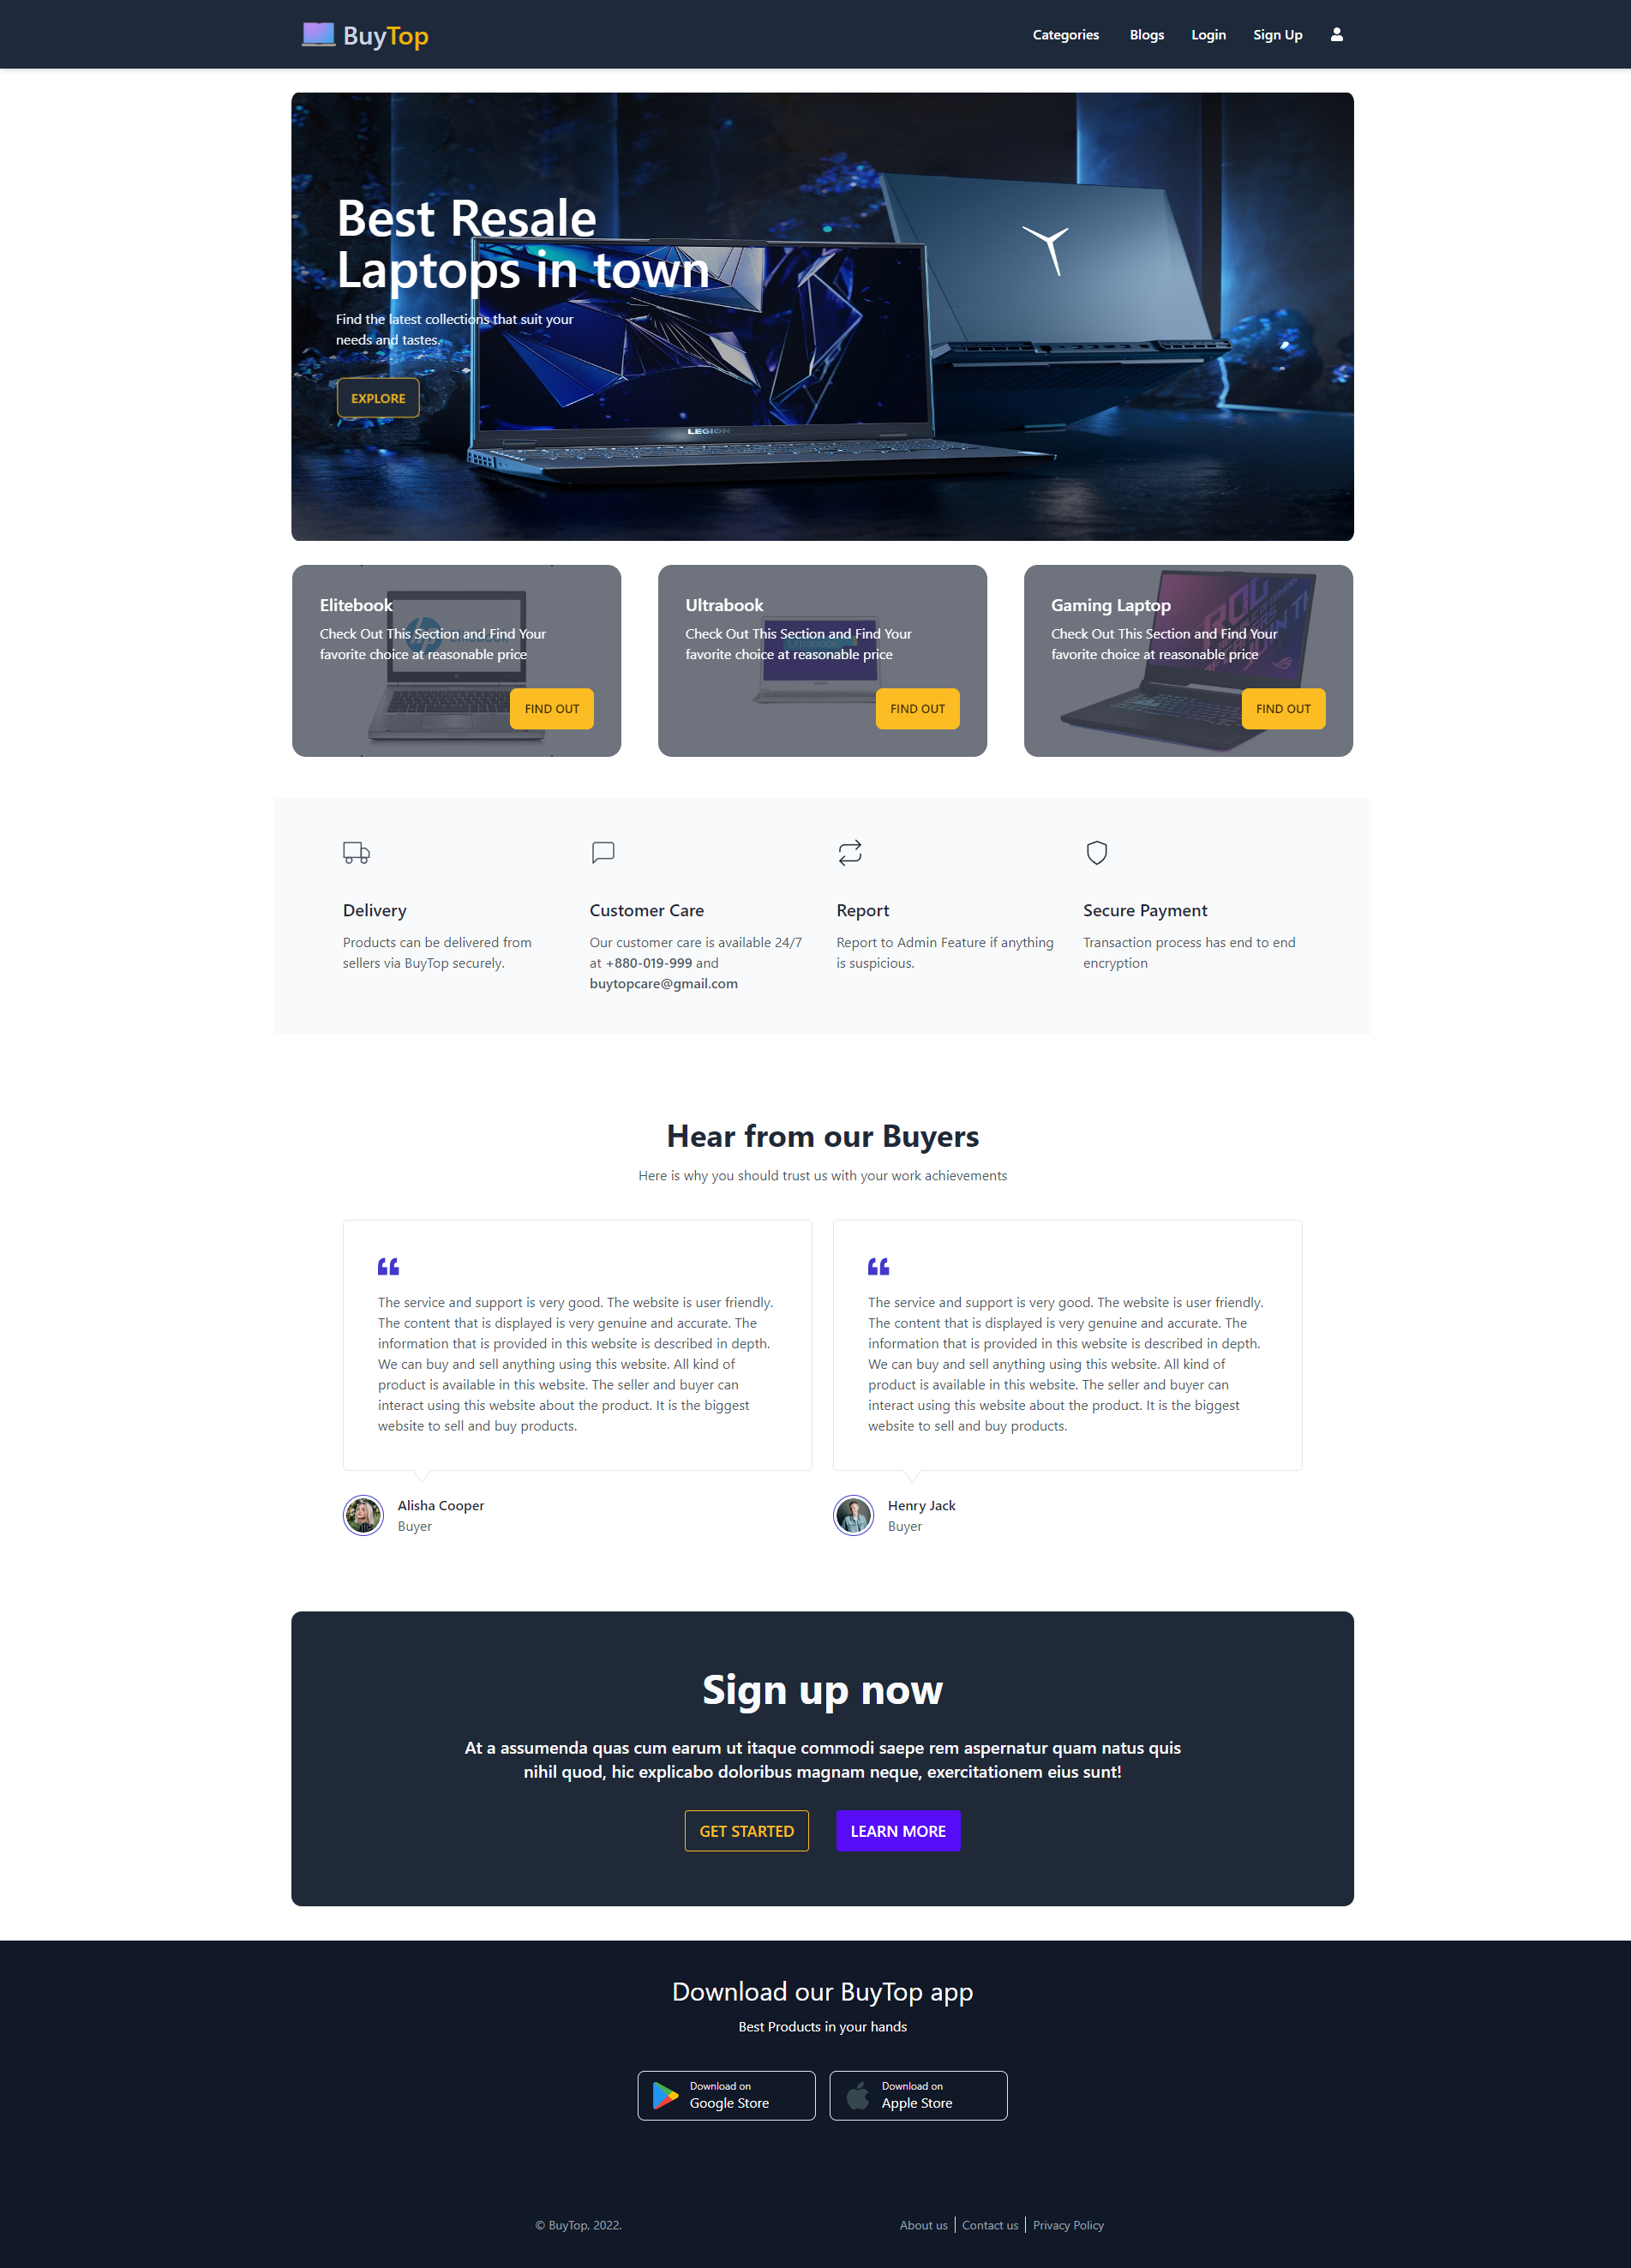 BuyTop
Categories
Blogs
Login
Sign Up
Best Resale
Laptops in town
Find the latest collections that suit your
needs and tastes.
EXPLORE
LEGION
Elitebook
Check Out This Section and Find Your
favorite choice at reasonable price
FIND OUT
Ultrabook
Check Out This Section and Find Your
favorite choice at reasonable price
FIND OUT
Gaming Laptop
Check Out This Section and Find Your
favorite choice at reasonable price
FIND OUT
Delivery
Products can be delivered from
sellers via BuyTop securely.
Customer Care
Our customer care is available 24/7
at +880-019-999 and
buytopcare@gmail.com
Report
Report to Admin Feature if anything
is suspicious.
Secure Payment
Transaction process has end to end
encryption
Hear from our Buyers
Here is why you should trust us with your work achievements
The service and support is very good. The website is user friendly.
The content that is displayed is very genuine and accurate. The
information that is provided in this website is described in depth.
We can buy and sell anything using this website. All kind of
product is available in this website. The seller and buyer can
interact using this website about the product. It is the biggest
website to sell and buy products.
Alisha Cooper
Buyer
The service and support is very good. The website is user friendly.
The content that is displayed is very genuine and accurate. The
information that is provided in this website is described in depth.
We can buy and sell anything using this website. All kind of
product is available in this website. The seller and buyer can
interact using this website about the product. It is the biggest
website to sell and buy products.
Henry Jack
Buyer
Sign up now
At a assumenda quas cum earum ut itaque commodi saepe rem aspernatur quam natus quis
nihil quod, hic explicabo doloribus magnam neque, exercitationem eius sunt!
GET STARTED
LEARN MORE
Download our BuyTop app
Best Products in your hands
Download on
Google Store
Download on
Apple Store
© BuyTop, 2022.
About us
Contact us
Privacy Policy